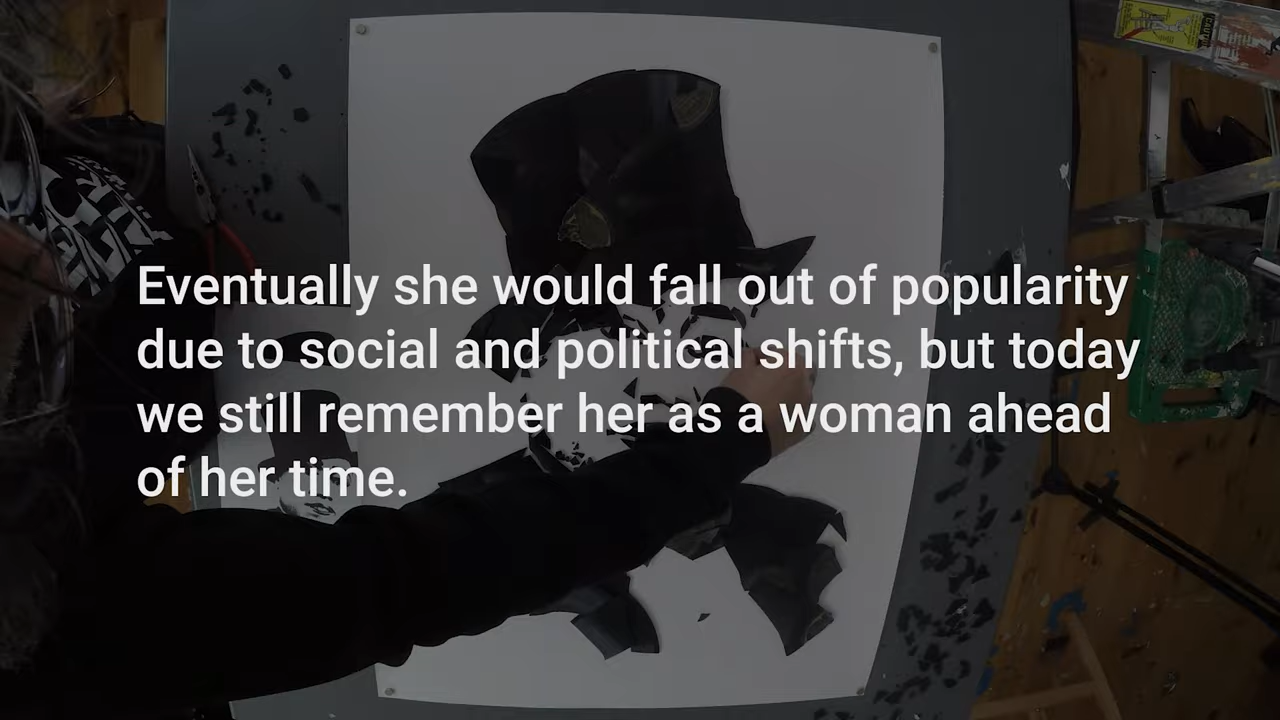 Eventually she would fall out of popularity
due to social and political shifts, but today
we still remember her as a woman ahead
of her time.